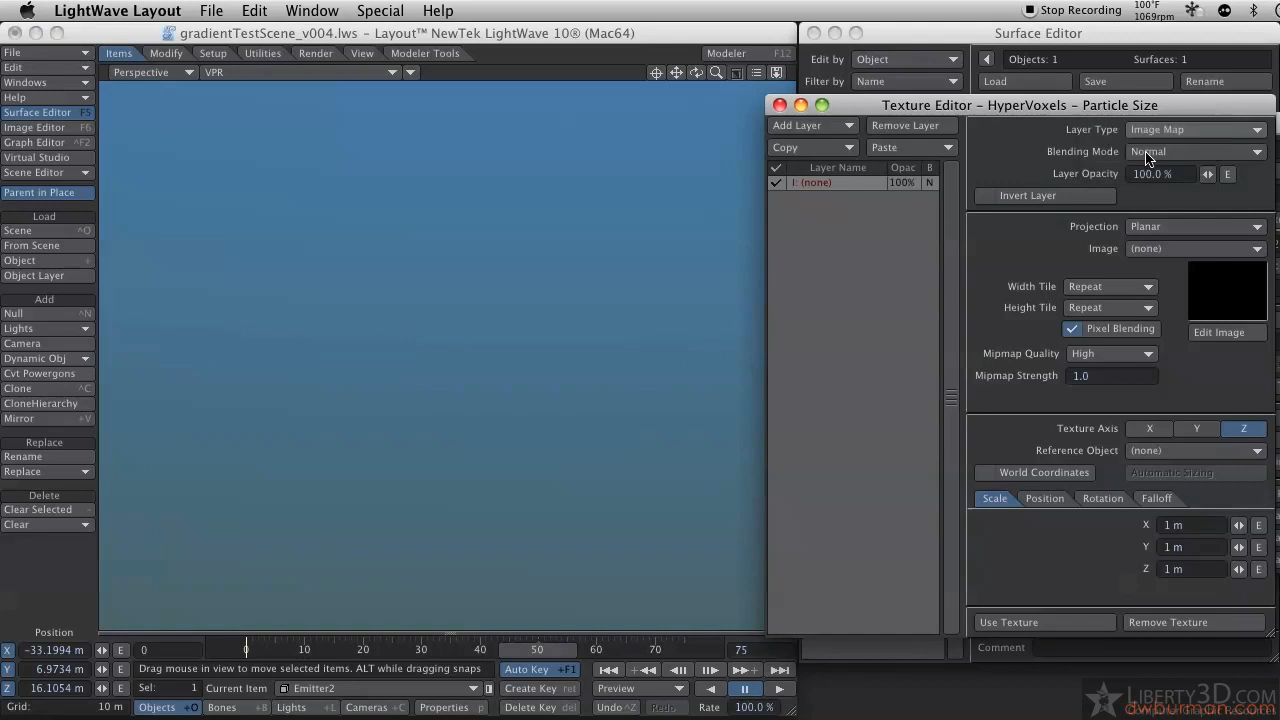 LightWave Layout File Edit Window Special Help Stop Recording 100°F 1069rpm
gradientTestScene_v004.lws - Layout™ NewTek LightWave 10® (Mac64) Surface Editor
File Items Modify Setup Utilities Render View Modeler Tools Modeler F12 Edit by Object Objects: 1 Surfaces: 1
Edit Perspective VPR Filter by Name Load Save Rename
Windows
Help Texture Editor - HyperVoxels - Particle Size
Surface Editor F5 Add Layer Remove Layer Layer Type Image Map
Image Editor F6
Graph Editor ^F2 Copy Paste Blending Mode Normal
Virtual Studio Layer Name Opac B
Scene Editor Layer Opacity 100.0 % E
I: (none) 100% N
Parent in Place Invert Layer
Load
Scene ^O Projection Planar
From Scene Image (none)
Object +
Object Layer Width Tile Repeat
Add Height Tile Repeat
Null ^N Pixel Blending Edit Image
Lights
Camera
Dynamic Obj Mipmap Quality High
Cvt Powergons Mipmap Strength 1.0
Clone ^C
CloneHierarchy
Mirror +V Texture Axis X Y Z
Replace Reference Object (none)
Rename World Coordinates Automatic Sizing
Replace
Delete Scale Position Rotation Falloff
Clear Selected -
Clear X 1 m E
Y 1 m E
Z 1 m E
Position Use Texture Remove Texture
X -33.1994 m E 0 0 10 20 30 40 50 60 70 75 Comment
Y 6.9734 m E Drag mouse in view to move selected items. ALT while dragging snaps Auto Key +F1
Z 16.1054 m E Sel: 1 Current Item Emitter2 Create Key ret Preview
Grid: 10 m Objects +O Bones +B Lights +L Cameras +C Properties p Delete Key del Undo ^Z Redo Rate 100.0 %
LIBERTY3D.COM